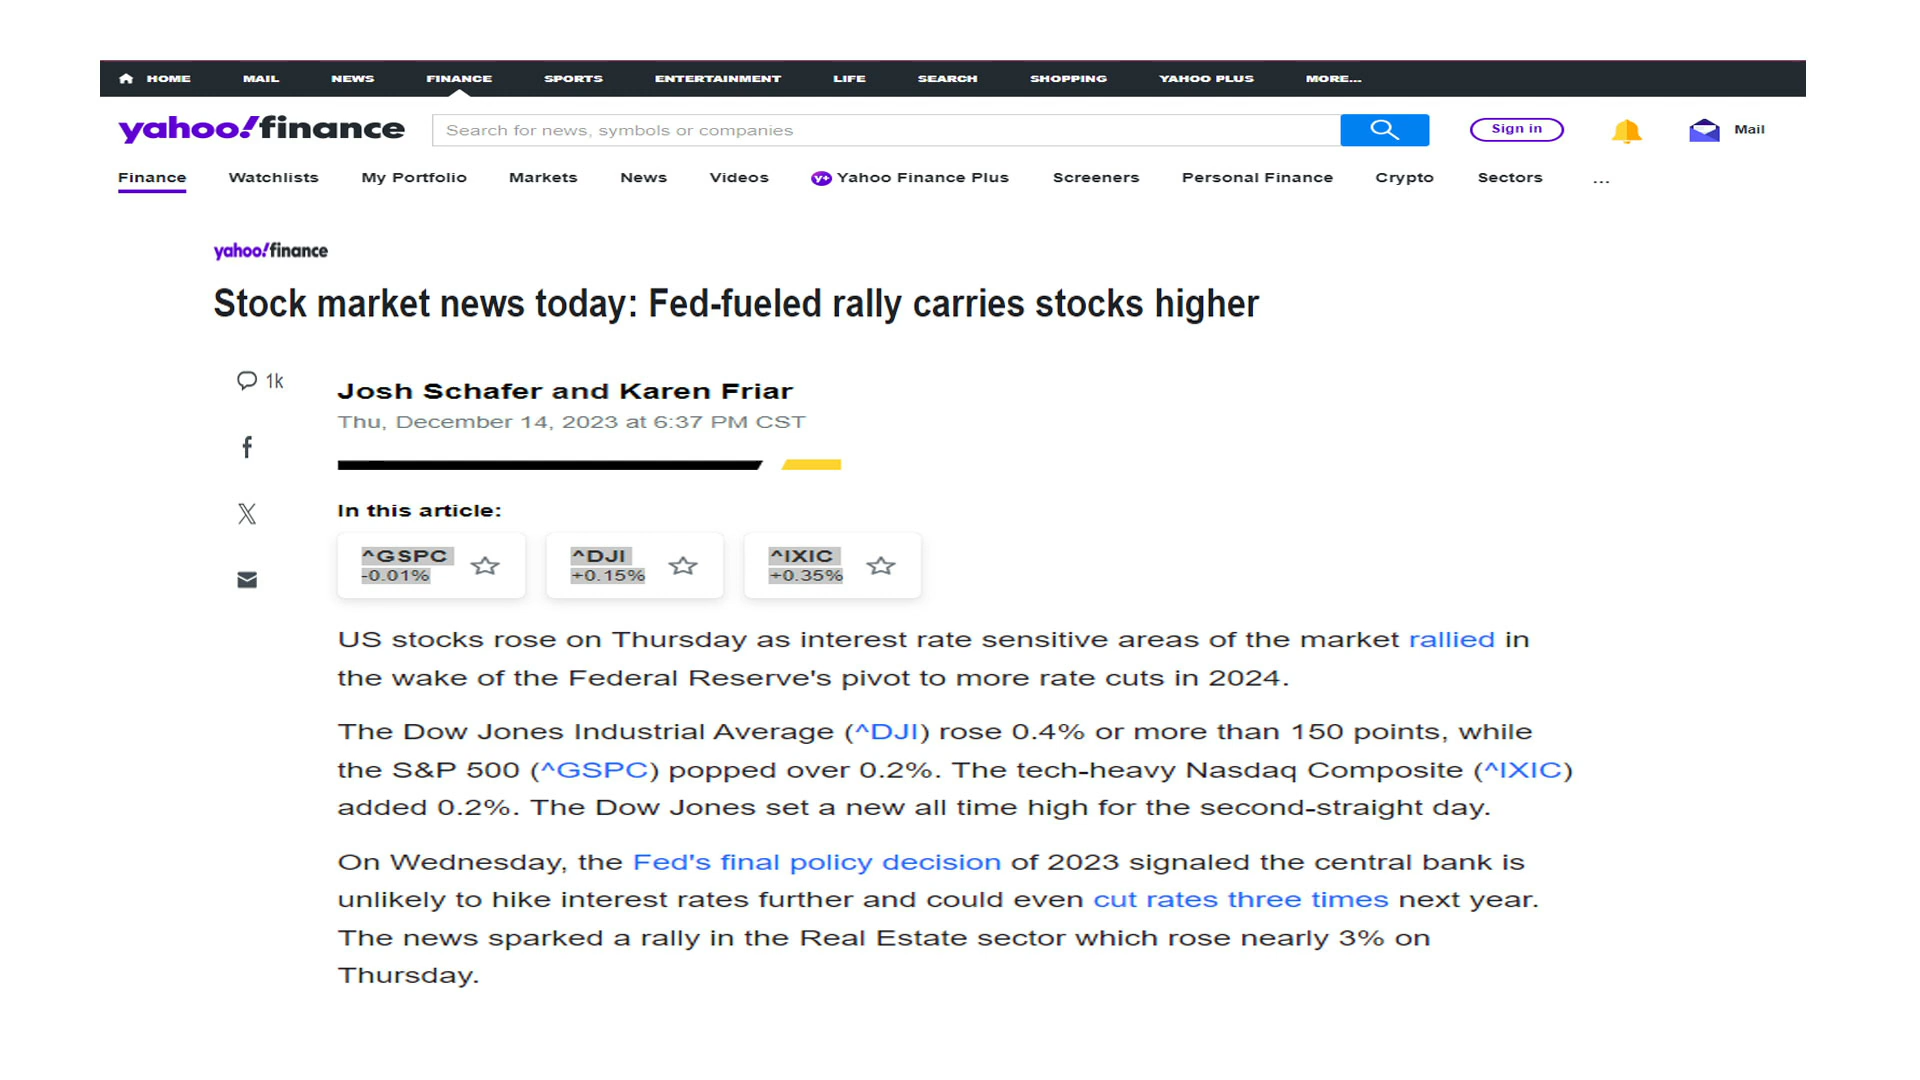 HOME MAIL NEWS FINANCE SPORTS ENTERTAINMENT LIFE SEARCH SHOPPING YAHOO PLUS MORE...
yahoo!finance Search for news, symbols or companies Sign in Mail
Finance Watchlists My Portfolio Markets News Videos Y+ Yahoo Finance Plus Screeners Personal Finance Crypto Sectors ...
yahoo!finance
Stock market news today: Fed-fueled rally carries stocks higher
1k
Josh Schafer and Karen Friar
Thu, December 14, 2023 at 6:37 PM CST
In this article:
^GSPC ^DJI ^IXIC
-0.01% +0.15% +0.35%
US stocks rose on Thursday as interest rate sensitive areas of the market rallied in
the wake of the Federal Reserve's pivot to more rate cuts in 2024.
The Dow Jones Industrial Average (^DJI) rose 0.4% or more than 150 points, while
the S&P 500 (^GSPC) popped over 0.2%. The tech-heavy Nasdaq Composite (^IXIC)
added 0.2%. The Dow Jones set a new all time high for the second-straight day.
On Wednesday, the Fed's final policy decision of 2023 signaled the central bank is
unlikely to hike interest rates further and could even cut rates three times next year.
The news sparked a rally in the Real Estate sector which rose nearly 3% on
Thursday.